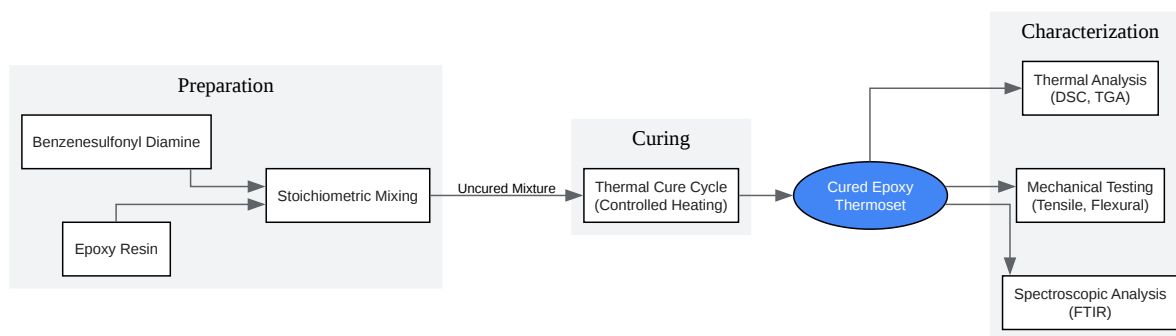 Preparation
Benzenesulfonyl Diamine
Stoichiometric Mixing
Epoxy Resin
Uncured Mixture
Curing
Thermal Cure Cycle
(Controlled Heating)
Cured Epoxy
Thermoset
Characterization
Thermal Analysis
(DSC, TGA)
Mechanical Testing
(Tensile, Flexural)
Spectroscopic Analysis
(FTIR)